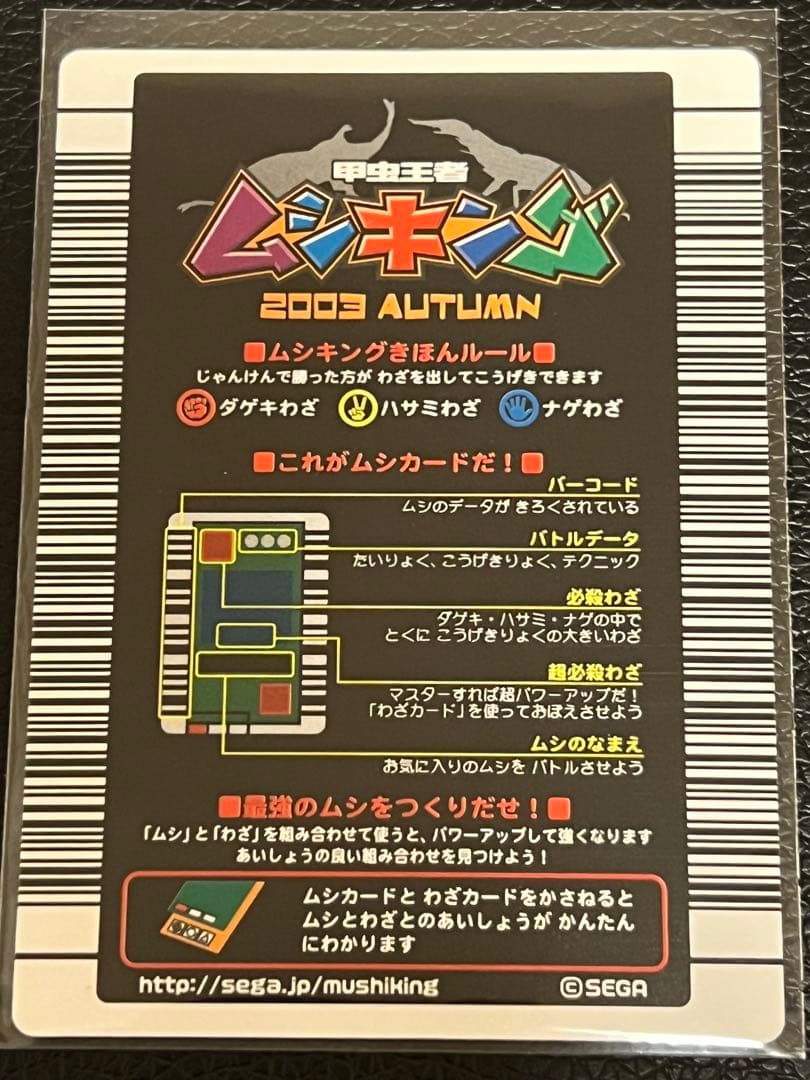 甲虫王者
ムシキング
2003 AUTUMN
■ムシキングきほんルール■
じゃんけんで勝った方が わざを出してこうげきできます
ダゲキわざ ハサミわざ ナゲわざ
■これがムシカードだ！■
バーコード
ムシのデータが きろくされている
バトルデータ
たいりょく、こうげきりょく、テクニック
必殺わざ
ダゲキ・ハサミ・ナゲの中で
とくに こうげきりょくの大きいわざ
超必殺わざ
マスターすれば超パワーアップだ！
「わざカード」を使っておぼえさせよう
ムシのなまえ
お気に入りのムシを バトルさせよう
■最強のムシをつくりだせ！■
「ムシ」と「わざ」を組み合わせて使うと、パワーアップして強くなります
あいしょうの良い組み合わせを見つけよう！
ムシカードと わざカードをかさねると
ムシとわざとのあいしょうが かんたん
にわかります
http://sega.jp/mushiking
©SEGA